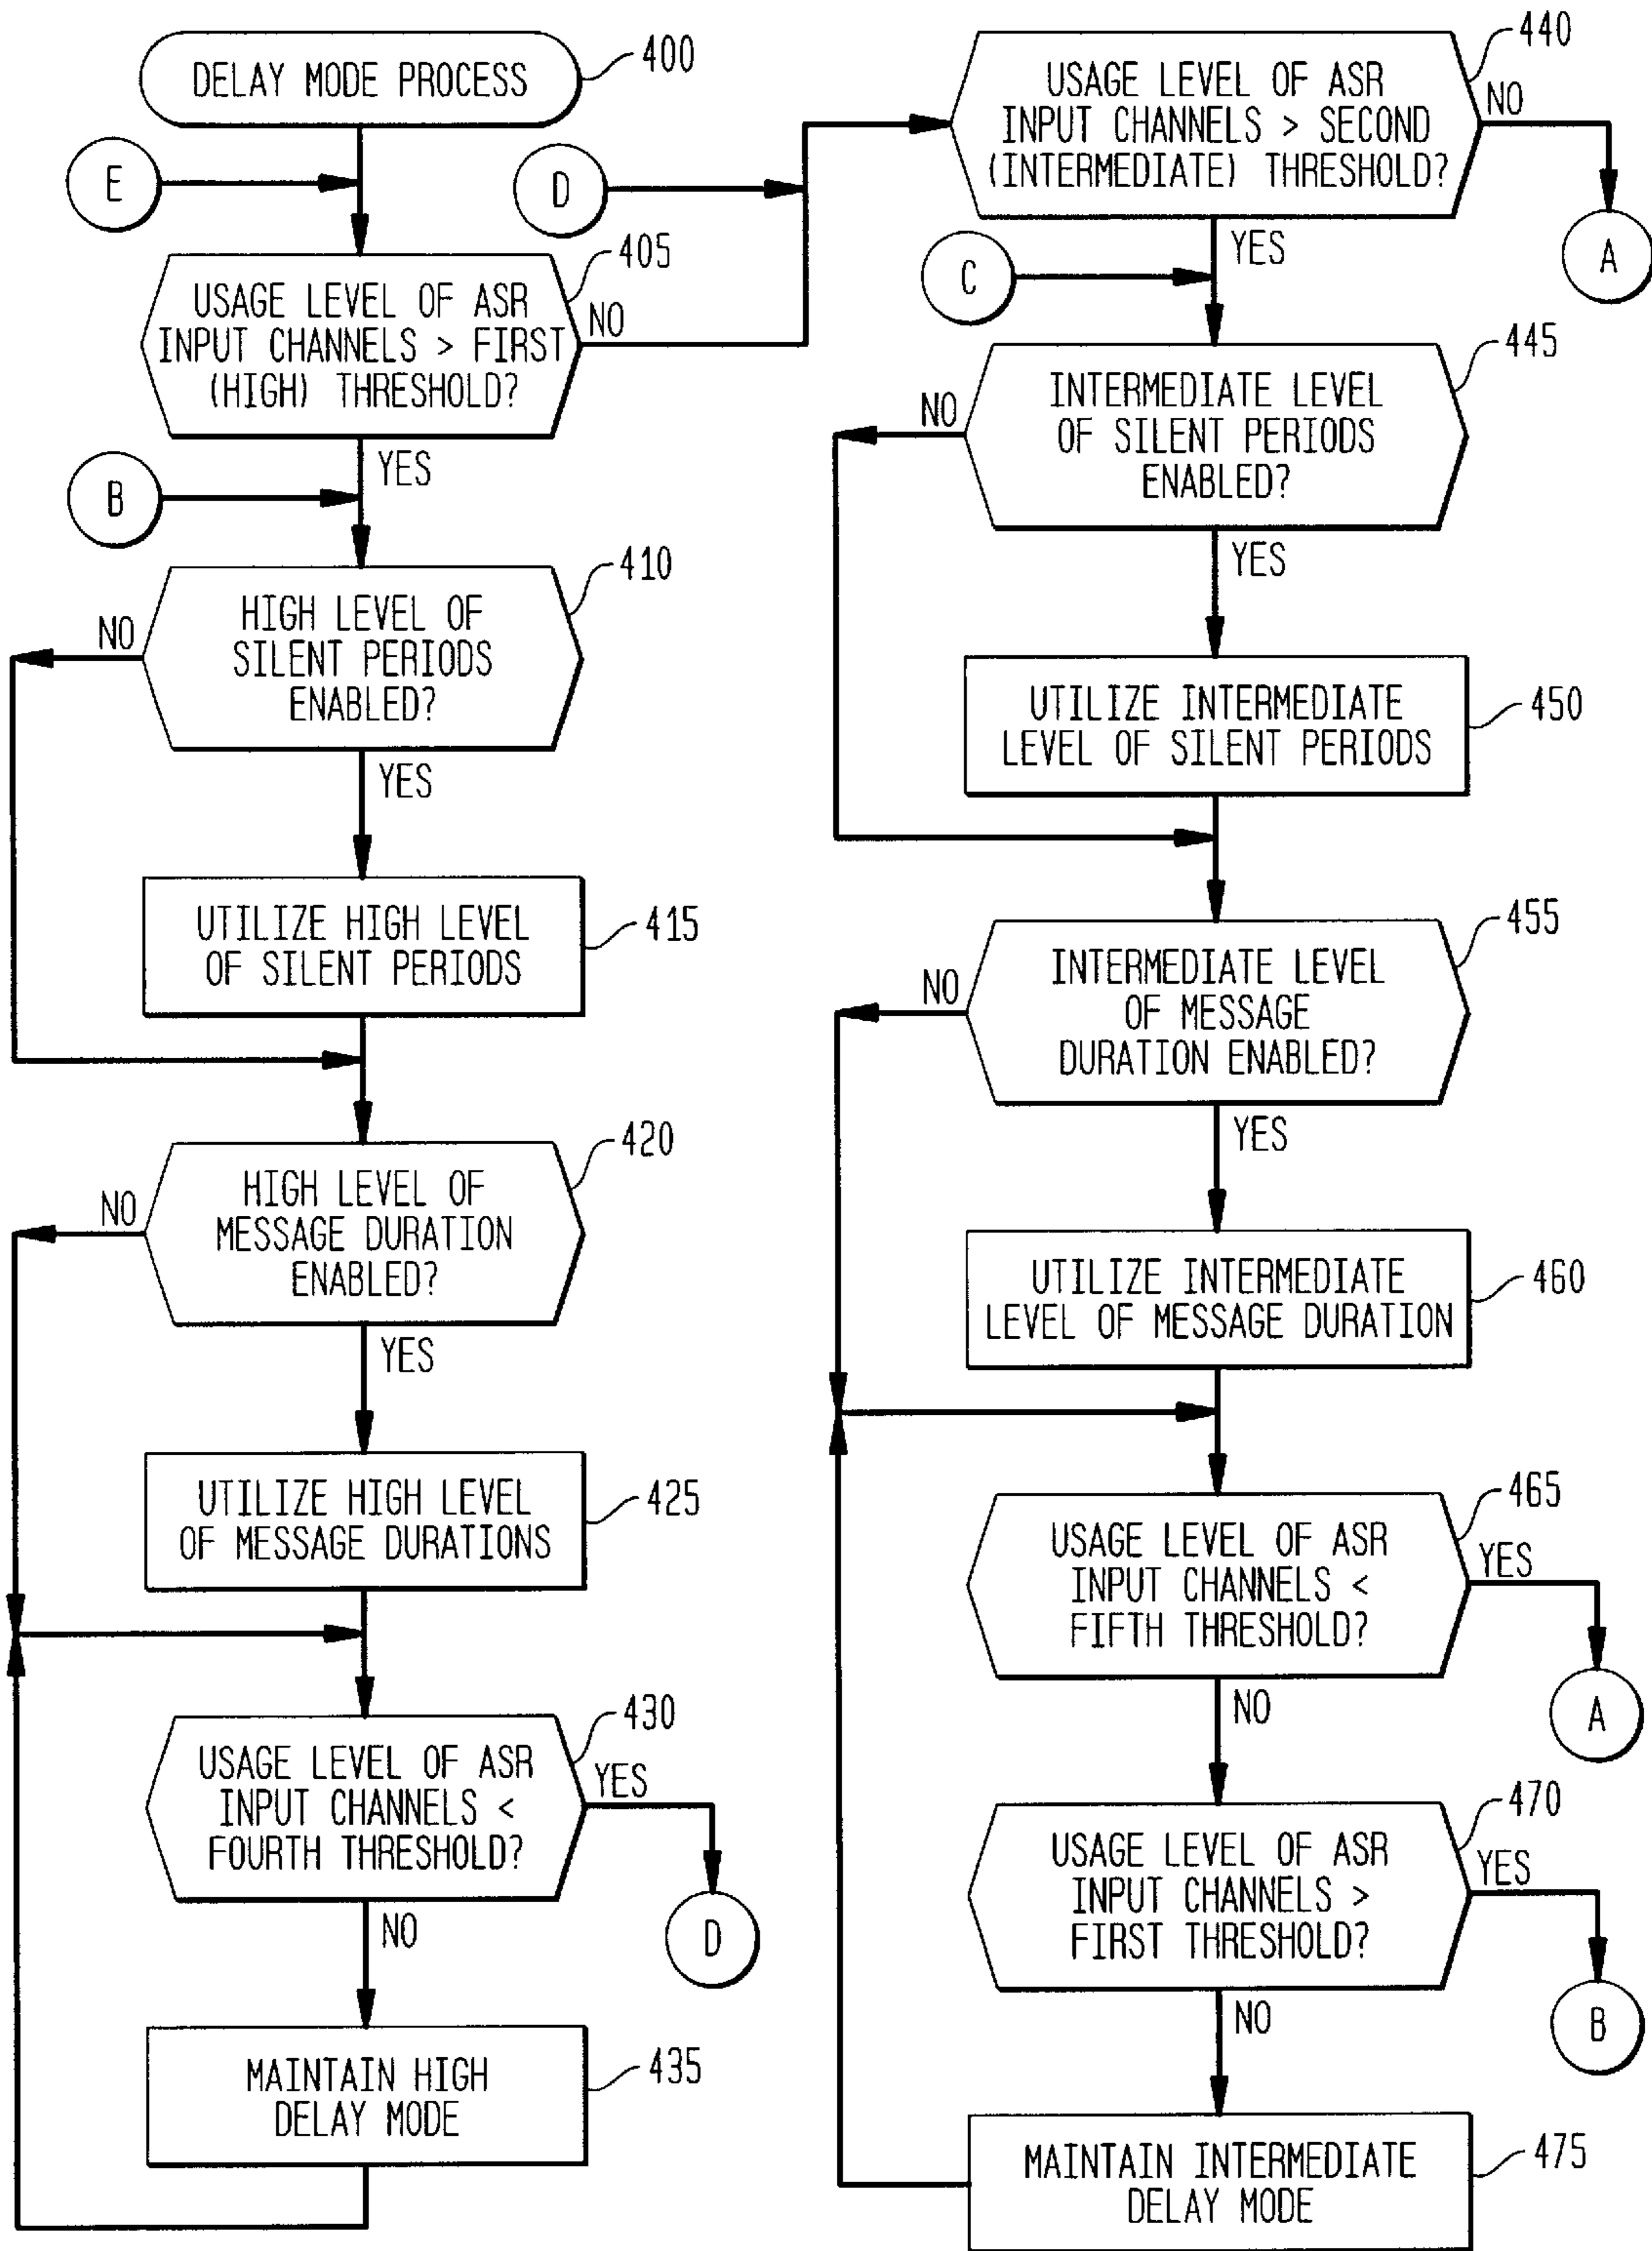 DELAY MODE PROCESS
400
E
D
USAGE LEVEL OF ASR
INPUT CHANNELS > FIRST
(HIGH) THRESHOLD?
405
NO
YES
B
HIGH LEVEL OF
SILENT PERIODS
ENABLED?
410
NO
YES
UTILIZE HIGH LEVEL
OF SILENT PERIODS
415
HIGH LEVEL OF
MESSAGE DURATION
ENABLED?
420
NO
YES
UTILIZE HIGH LEVEL
OF MESSAGE DURATIONS
425
USAGE LEVEL OF ASR
INPUT CHANNELS <
FOURTH THRESHOLD?
430
YES
D
NO
MAINTAIN HIGH
DELAY MODE
435
USAGE LEVEL OF ASR
INPUT CHANNELS > SECOND
(INTERMEDIATE) THRESHOLD?
440
NO
A
YES
C
INTERMEDIATE LEVEL
OF SILENT PERIODS
ENABLED?
445
NO
YES
UTILIZE INTERMEDIATE
LEVEL OF SILENT PERIODS
450
INTERMEDIATE LEVEL
OF MESSAGE
DURATION ENABLED?
455
NO
YES
UTILIZE INTERMEDIATE
LEVEL OF MESSAGE DURATION
460
USAGE LEVEL OF ASR
INPUT CHANNELS <
FIFTH THRESHOLD?
465
YES
A
NO
USAGE LEVEL OF ASR
INPUT CHANNELS >
FIRST THRESHOLD?
470
YES
B
NO
MAINTAIN INTERMEDIATE
DELAY MODE
475